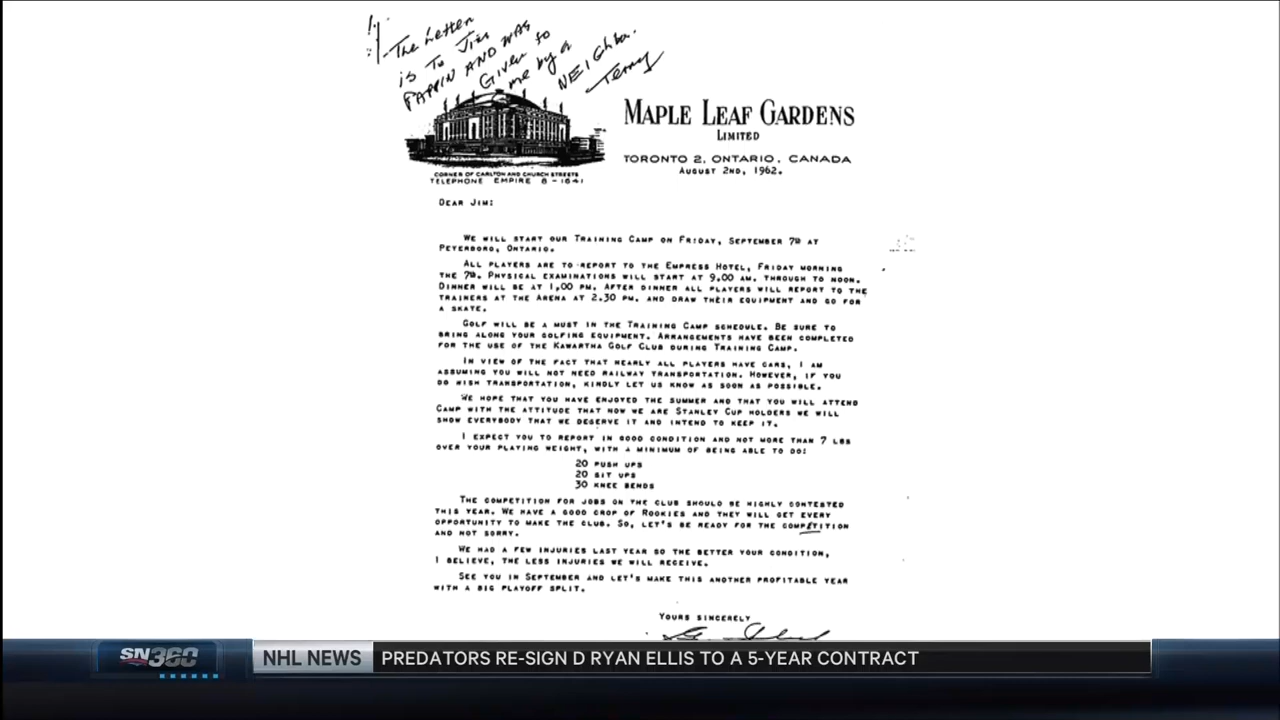 The Letter
is To Jim
PAPPIN AND WAS
Given to
me by a
NEIGhbor.
Terry
MAPLE LEAF GARDENS
LIMITED
TORONTO 2, ONTARIO, CANADA
AUGUST 2ND, 1962.
CORNER OF CARLTON AND CHURCH STREETS
TELEPHONE EMPIRE 8-1641
DEAR JIM:
WE WILL START OUR TRAINING CAMP ON FRIDAY, SEPTEMBER 7TH AT
PETERBORO, ONTARIO.
ALL PLAYERS ARE TO REPORT TO THE EMPRESS HOTEL, FRIDAY MORNING
THE 7TH. PHYSICAL EXAMINATIONS WILL START AT 9.00 AM. THROUGH TO NOON.
DINNER WILL BE AT 1,00 PM. AFTER DINNER ALL PLAYERS WILL REPORT TO THE
TRAINERS AT THE ARENA AT 2.30 PM. AND DRAW THEIR EQUIPMENT AND GO FOR
A SKATE.
GOLF WILL BE A MUST IN THE TRAINING CAMP SCHEDULE. BE SURE TO
BRING ALONG YOUR GOLFING EQUIPMENT. ARRANGEMENTS HAVE BEEN COMPLETED
FOR THE USE OF THE KAWARTHA GOLF CLUB DURING TRAINING CAMP.
IN VIEW OF THE FACT THAT NEARLY ALL PLAYERS HAVE CARS, I AM
ASSUMING YOU WILL NOT NEED RAILWAY TRANSPORTATION. HOWEVER, IF YOU
DO WISH TRANSPORTATION, KINDLY LET US KNOW AS SOON AS POSSIBLE.
WE HOPE THAT YOU HAVE ENJOYED THE SUMMER AND THAT YOU WILL ATTEND
CAMP WITH THE ATTITUDE THAT NOW WE ARE STANLEY CUP HOLDERS WE WILL
SHOW EVERYBODY THAT WE DESERVE IT AND INTEND TO KEEP IT.
I EXPECT YOU TO REPORT IN GOOD CONDITION AND NOT MORE THAN 7 LBS
OVER YOUR PLAYING WEIGHT, WITH A MINIMUM OF BEING ABLE TO DO:
20 PUSH UPS
20 SIT UPS
30 KNEE BENDS
THE COMPETITION FOR JOBS ON THE CLUB SHOULD BE HIGHLY CONTESTED
THIS YEAR. WE HAVE A GOOD CROP OF ROOKIES AND THEY WILL GET EVERY
OPPORTUNITY TO MAKE THE CLUB. SO, LET'S BE READY FOR THE COMPETITION
AND NOT SORRY.
WE HAD A FEW INJURIES LAST YEAR SO THE BETTER YOUR CONDITION,
I BELIEVE, THE LESS INJURIES WE WILL RECEIVE.
SEE YOU IN SEPTEMBER AND LET'S MAKE THIS ANOTHER PROFITABLE YEAR
WITH A BIG PLAYOFF SPLIT.
YOURS SINCERELY
SN360
NHL NEWS
PREDATORS RE-SIGN D RYAN ELLIS TO A 5-YEAR CONTRACT